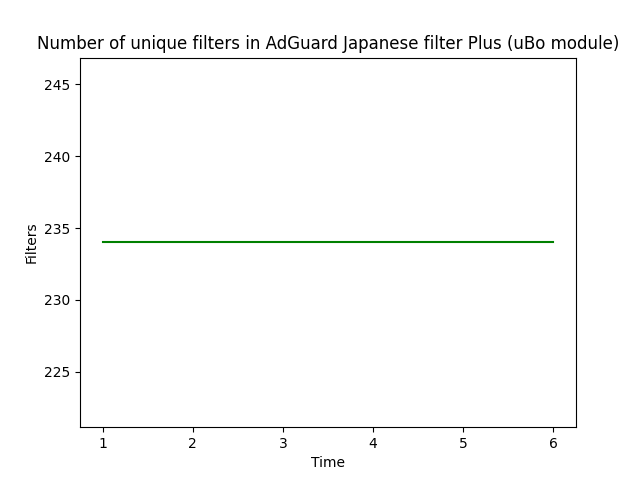 Number of unique filters in AdGuard Japanese filter Plus (uBo module)
245
240
235
230
225
Filters
1 2 3 4 5 6
Time